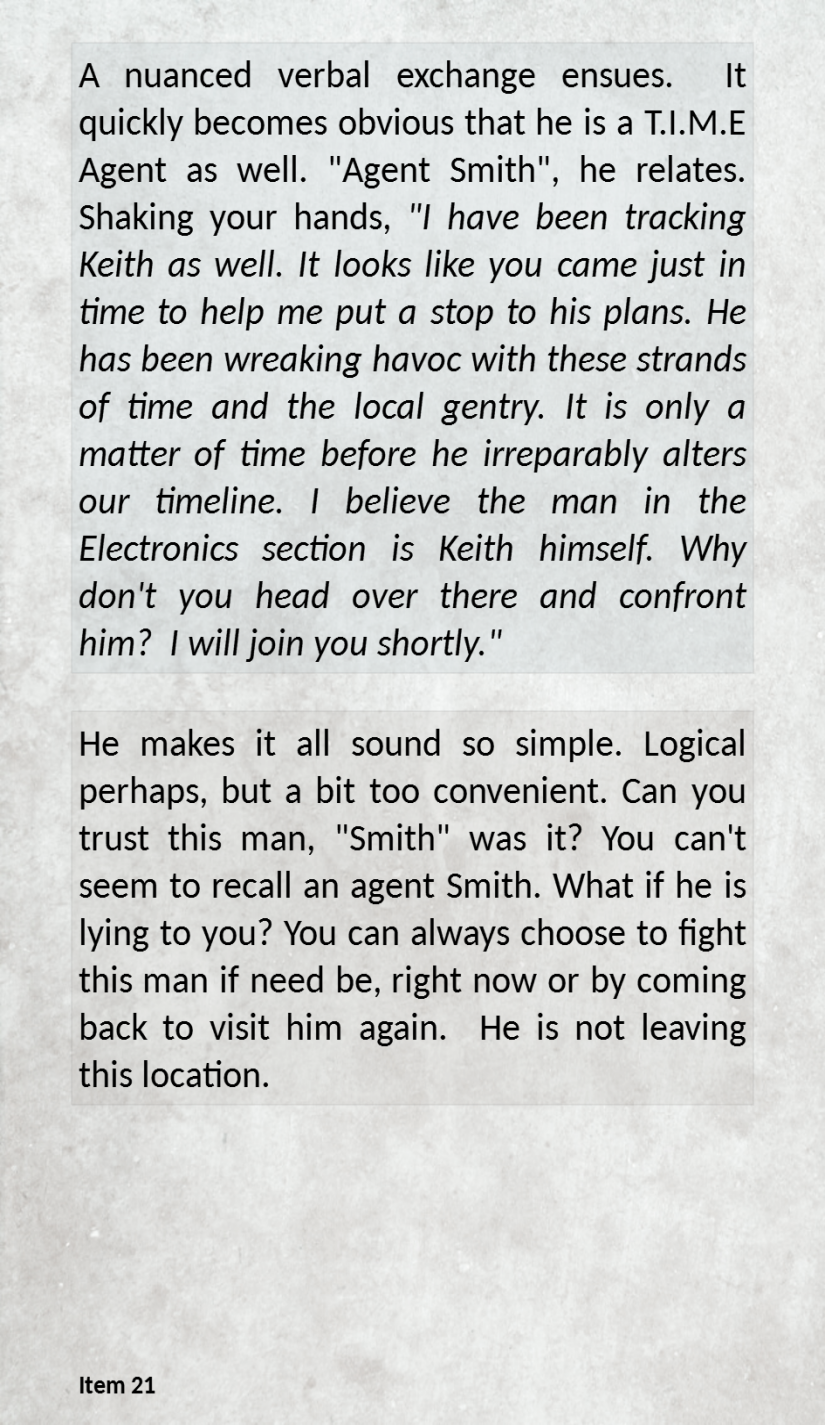 A nuanced verbal exchange ensues.  It
quickly becomes obvious that he is a T.I.M.E
Agent as well. "Agent Smith", he relates.
Shaking your hands, "I have been tracking
Keith as well. It looks like you came just in
time to help me put a stop to his plans. He
has been wreaking havoc with these strands
of time and the local gentry. It is only a
matter of time before he irreparably alters
our timeline. I believe the man in the
Electronics section is Keith himself. Why
don't you head over there and confront
him?  I will join you shortly."
He makes it all sound so simple. Logical
perhaps, but a bit too convenient. Can you
trust this man, "Smith" was it? You can't
seem to recall an agent Smith. What if he is
lying to you? You can always choose to fight
this man if need be, right now or by coming
back to visit him again.  He is not leaving
this location.
Item 21